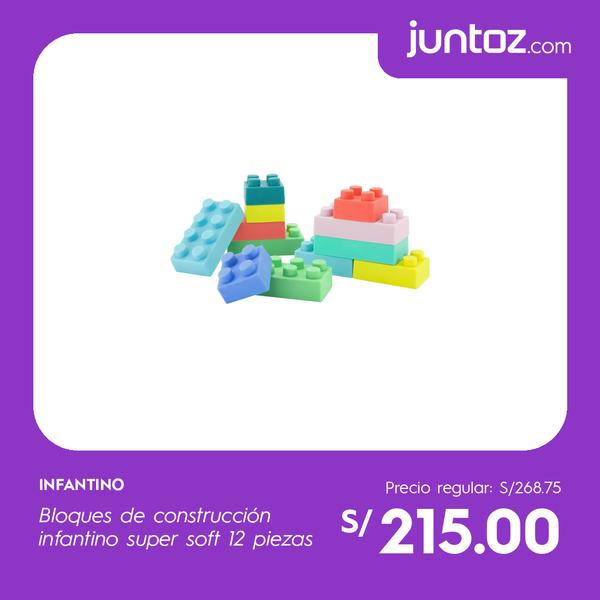 juntoz.com
INFANTINO
Bloques de construcción
infantino super soft 12 piezas
Precio regular: S/268.75
S/215.00